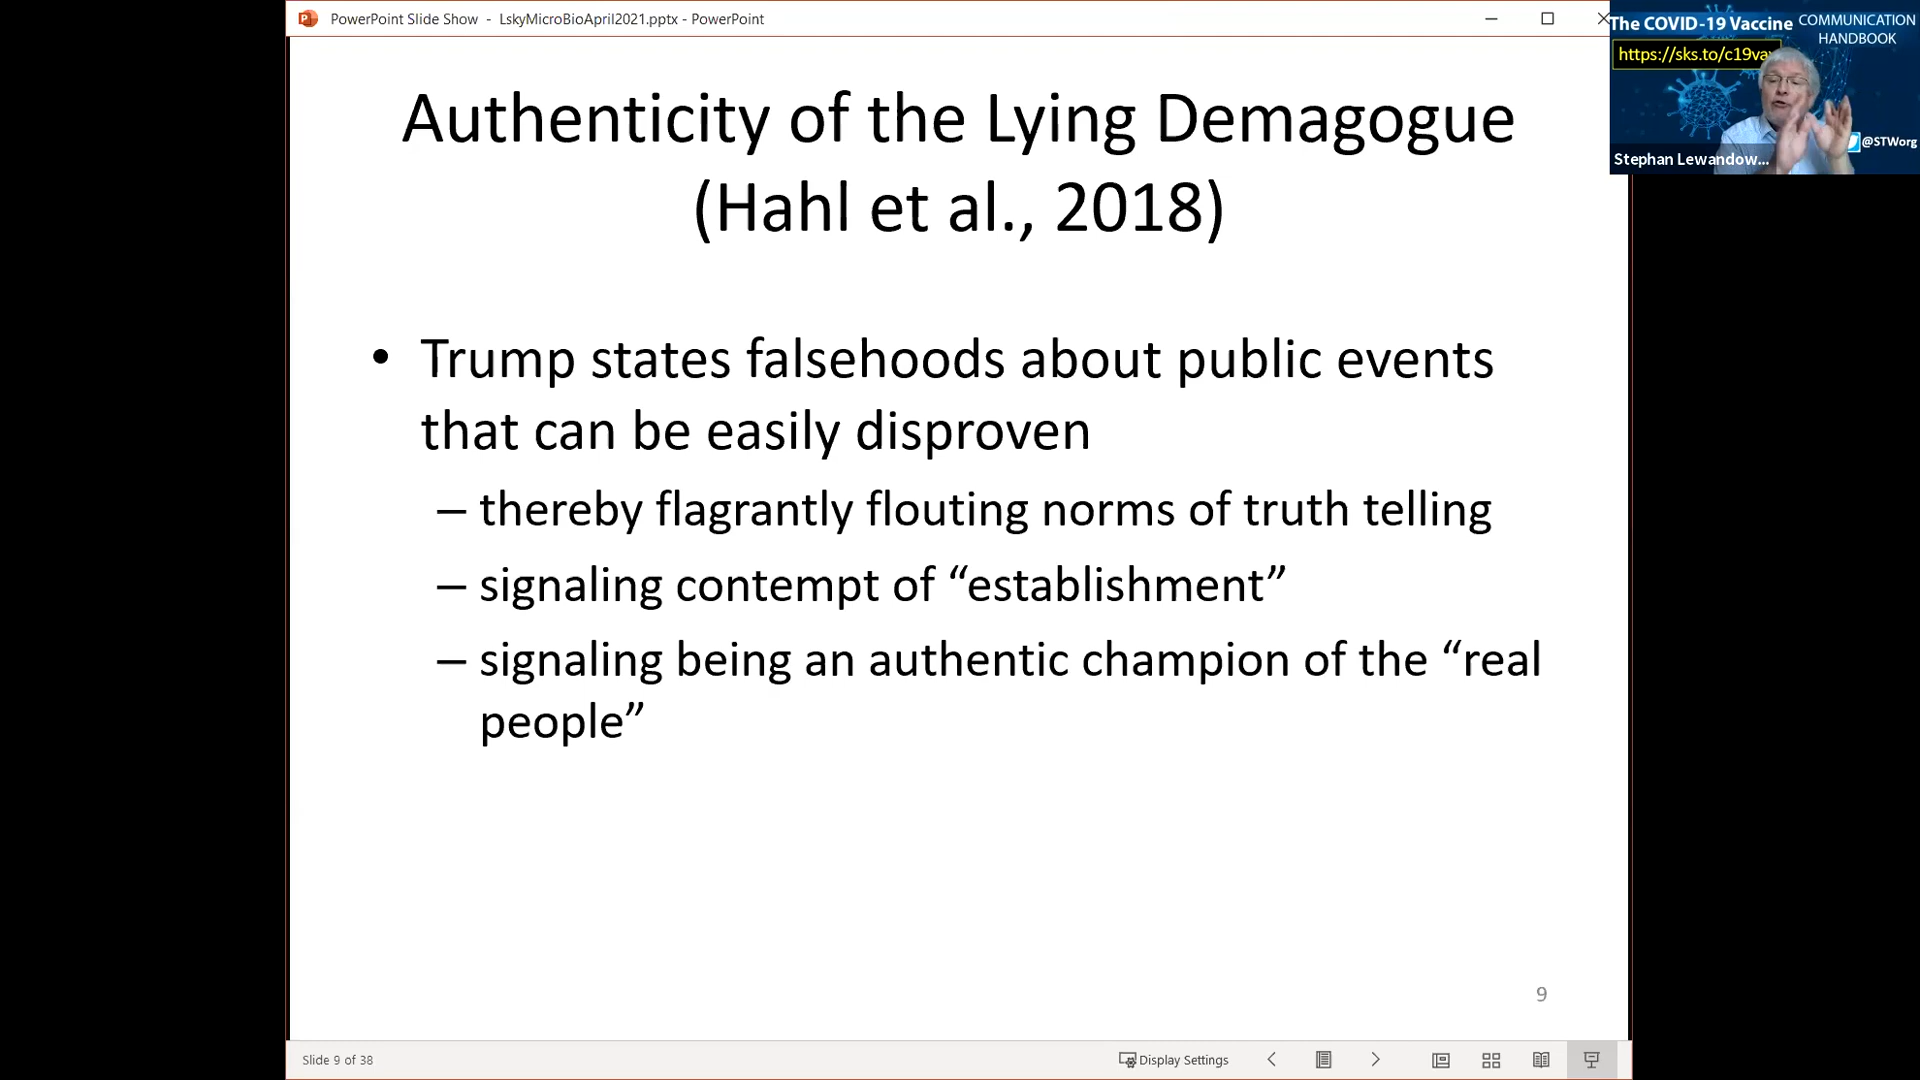 PowerPoint Slide Show - LskyMicroBioApril2021.pptx - PowerPoint
The COVID-19 Vaccine COMMUNICATION
HANDBOOK
https://sks.to/c19va
@STWorg
Stephan Lewandow...
Authenticity of the Lying Demagogue
(Hahl et al., 2018)
• Trump states falsehoods about public events
that can be easily disproven
– thereby flagrantly flouting norms of truth telling
– signaling contempt of “establishment”
– signaling being an authentic champion of the “real
people”
9
Slide 9 of 38
Display Settings